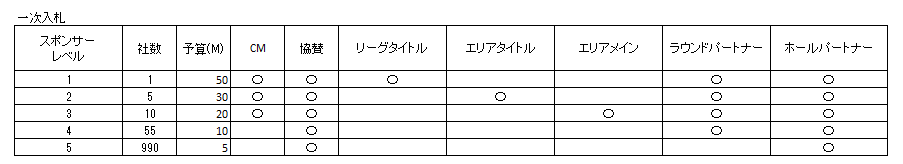 一次入札
スポンサーレベル 社数 予算(M) CM 協賛 リーグタイトル エリアタイトル エリアメイン ラウンドパートナー ホールパートナー
1 1 50 〇 〇 〇 〇 〇
2 5 30 〇 〇 〇 〇 〇
3 10 20 〇 〇 〇 〇 〇
4 55 10 〇 〇 〇
5 990 5 〇 〇